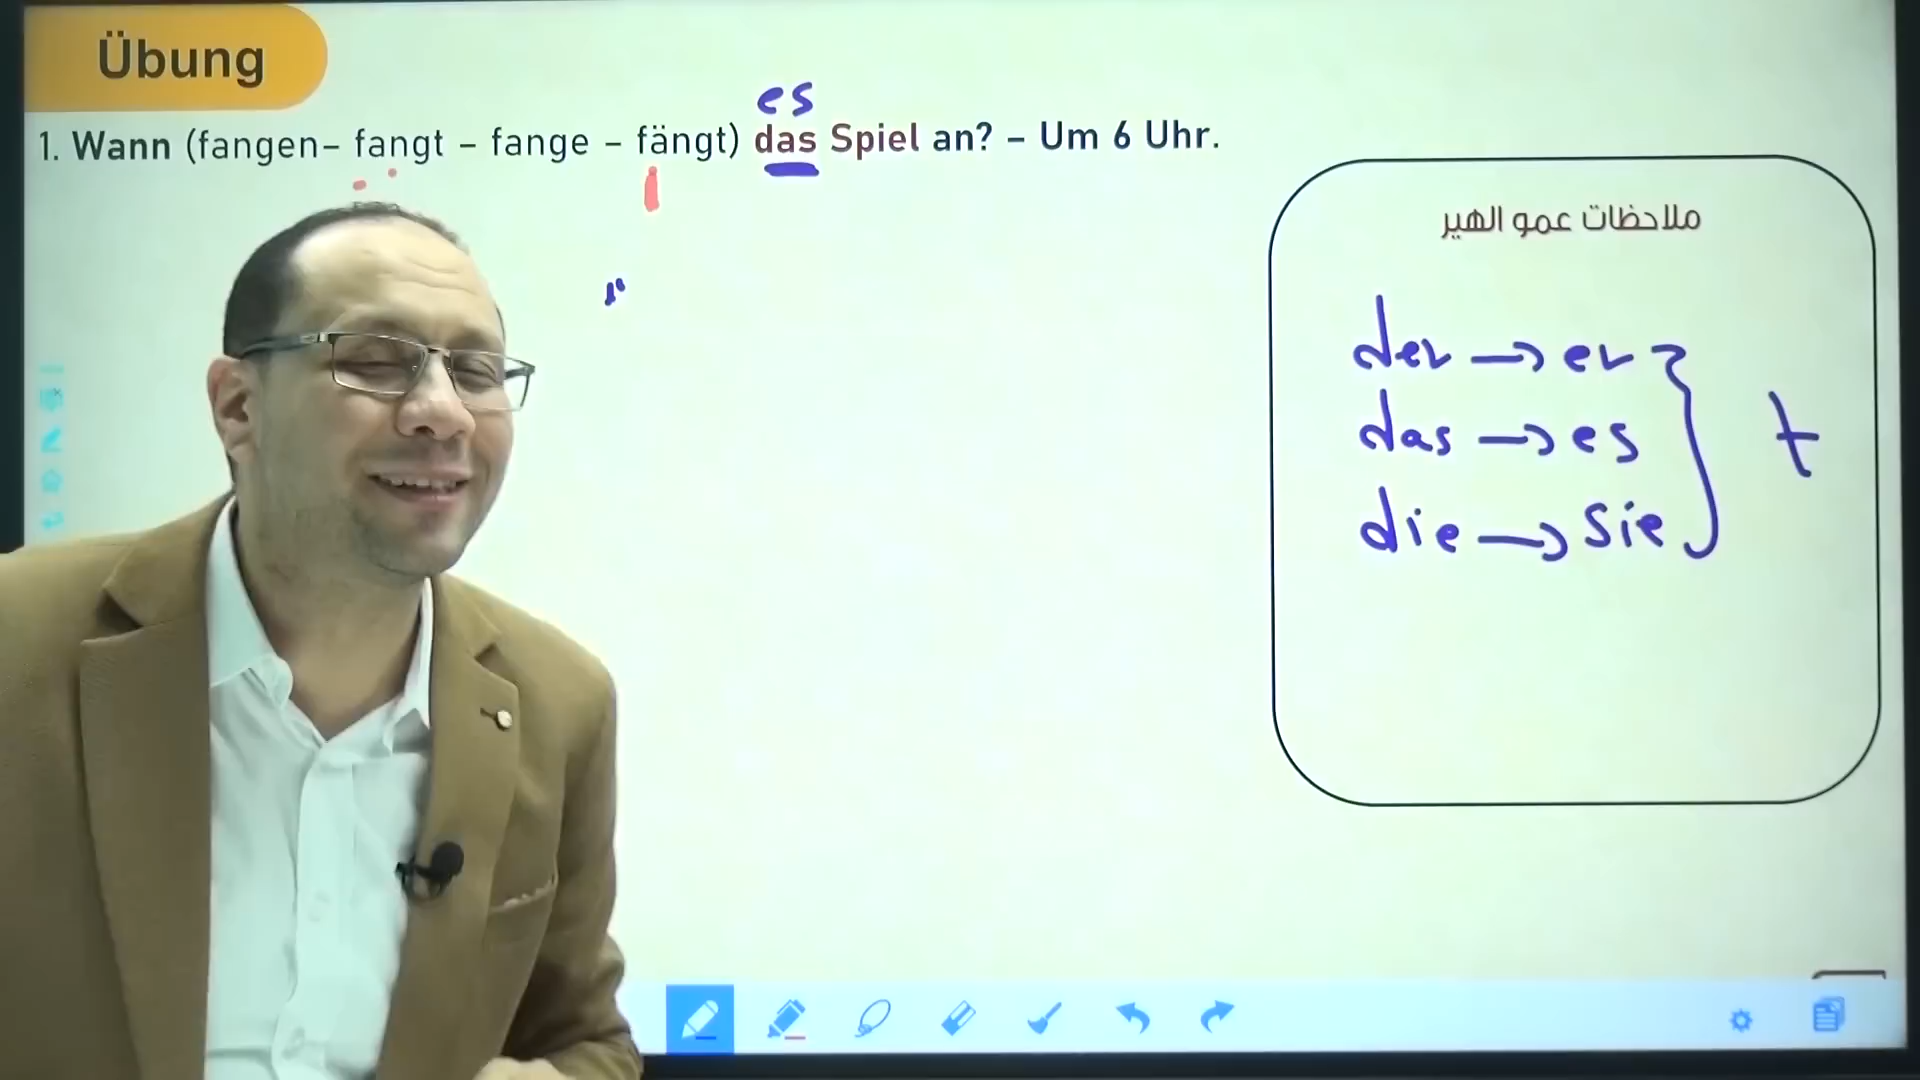 Übung
es
1. Wann (fangen– fangt – fange – fängt) das Spiel an? – Um 6 Uhr.
ملاحظات عمو الهير
der → er
das → es
die → sie
t